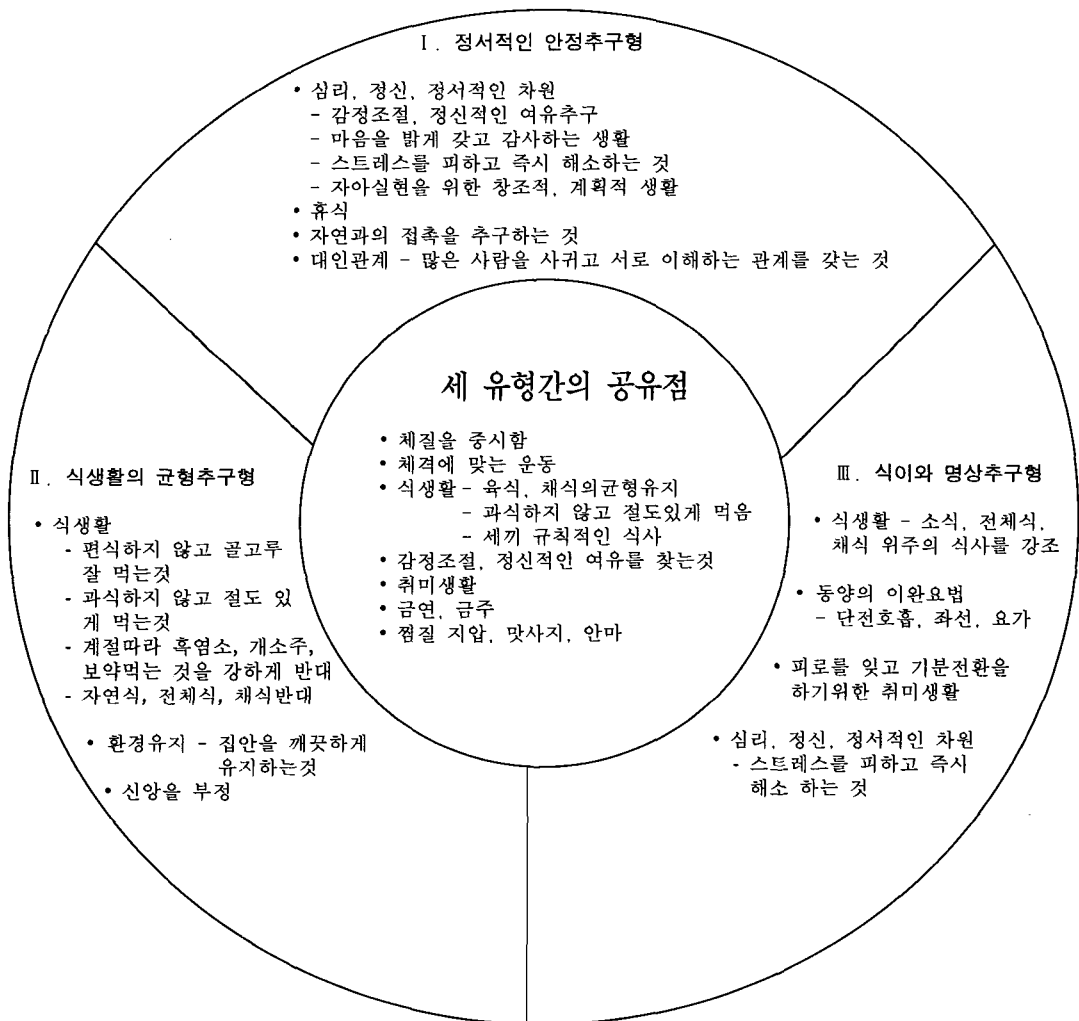 Ⅰ. 정서적인 안정추구형
• 심리, 정신, 정서적인 차원
- 감정조절, 정신적인 여유추구
- 마음을 밝게 갖고 감사하는 생활
- 스트레스를 피하고 즉시 해소하는 것
- 자아실현을 위한 창조적, 계획적 생활
• 휴식
• 자연과의 접촉을 추구하는 것
• 대인관계 - 많은 사람을 사귀고 서로 이해하는 관계를 갖는 것
세 유형간의 공유점
• 체질을 중시함
• 체격에 맞는 운동
• 식생활 - 육식, 채식의균형유지
- 과식하지 않고 절도있게 먹음
- 세끼 규칙적인 식사
• 감정조절, 정신적인 여유를 찾는것
• 취미생활
• 금연, 금주
• 찜질 지압, 맛사지, 안마
Ⅱ. 식생활의 균형추구형
• 식생활
- 편식하지 않고 골고루
잘 먹는것
- 과식하지 않고 절도 있
게 먹는것
- 계절따라 흑염소, 개소주,
보약먹는 것을 강하게 반대
- 자연식, 전체식, 채식반대
• 환경유지 - 집안을 깨끗하게
유지하는것
• 신앙을 부정
Ⅲ. 식이와 명상추구형
• 식생활 - 소식, 전체식,
채식 위주의 식사를 강조
• 동양의 이완요법
- 단전호흡, 좌선, 요가
• 피로를 잊고 기분전환을
하기위한 취미생활
• 심리, 정신, 정서적인 차원
- 스트레스를 피하고 즉시
해소 하는 것